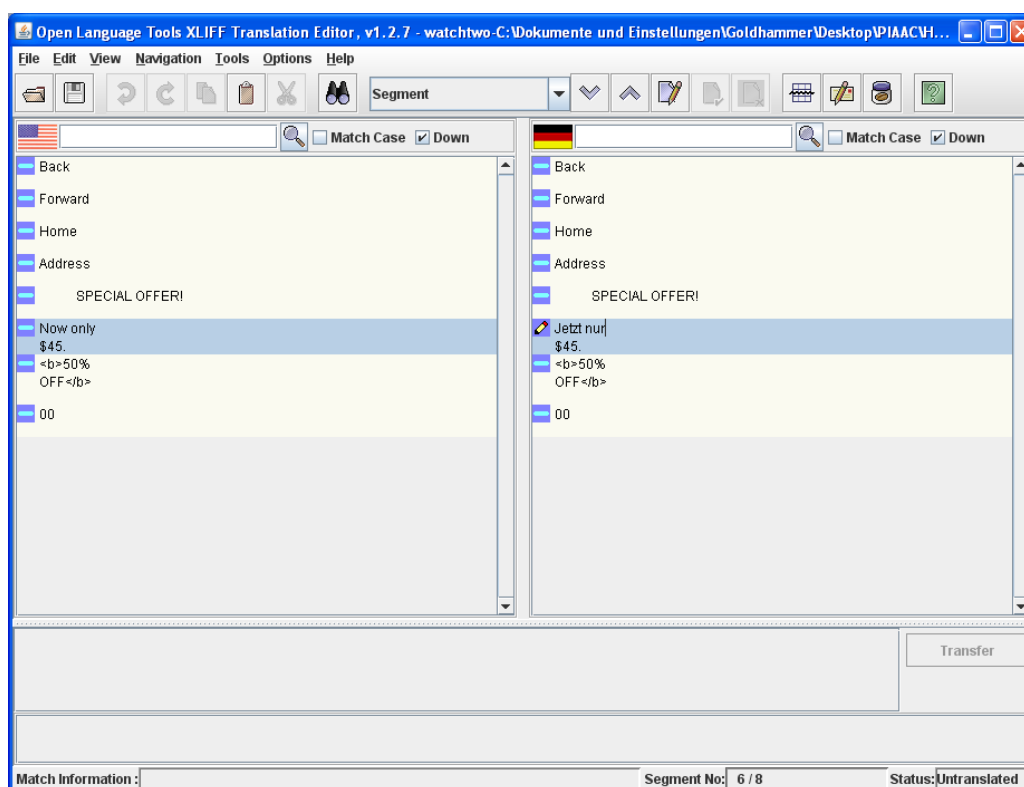 Open Language Tools XLIFF Translation Editor, v1.2.7 - watchtwo-C:\Dokumente und Einstellungen\Goldhammer\Desktop\PIAAC\H...
File Edit View Navigation Tools Options Help
Segment
Match Case Down
Match Case Down
Back
Forward
Home
Address
SPECIAL OFFER!
Now only
$45.
<b>50%
OFF</b>
00
Back
Forward
Home
Address
SPECIAL OFFER!
Jetzt nur
$45.
<b>50%
OFF</b>
00
Transfer
Match Information : Segment No: 6 / 8 Status: Untranslated